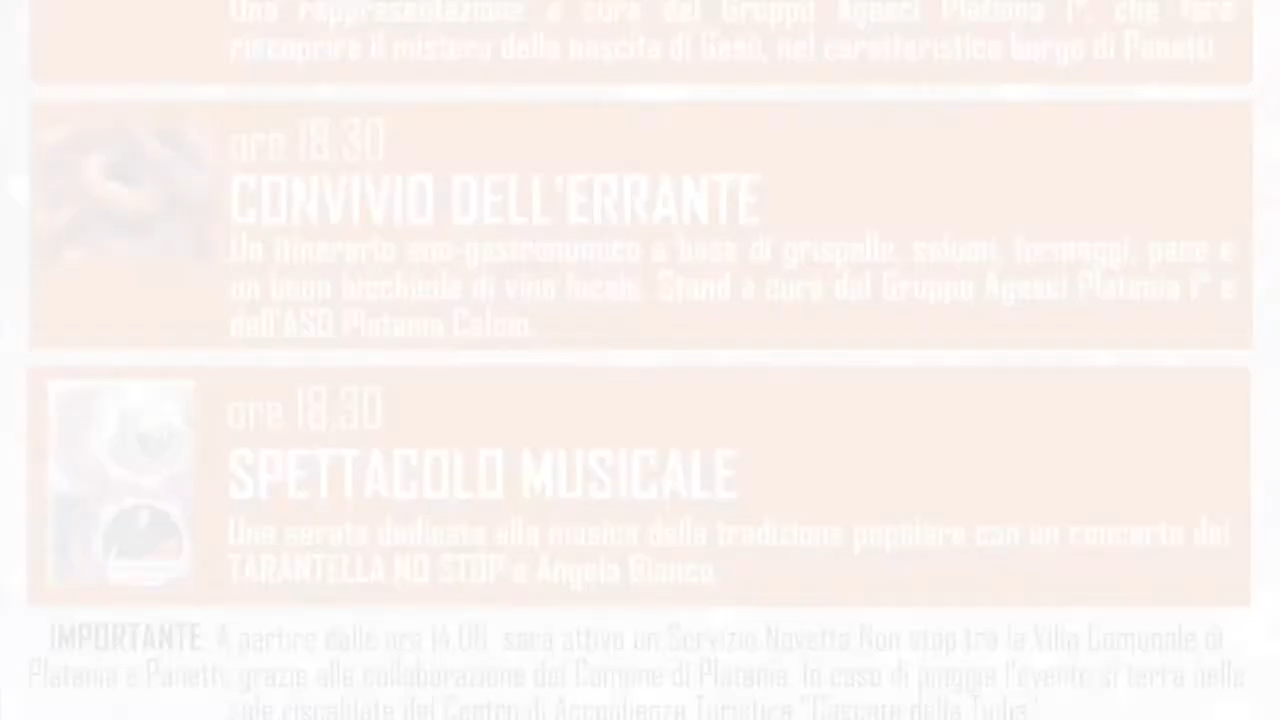 Una rappresentazione a cura del Gruppo Agesci Platania 1°, che farà
riscoprire il mistero della nascita di Gesù, nel caratteristico borgo di Panetti
ore 18.30
CONVIVIO DELL'ERRANTE
Un itinerario eno-gastronomico a base di grispelle, salumi, formaggi, pane e
un buon bicchiere di vino locale. Stand a cura del Gruppo Agesci Platania 1° e
dell'ASD Platania Calcio.
ore 18.30
SPETTACOLO MUSICALE
Una serata dedicata alla musica della tradizione popolare con un concerto dei
TARANTELLA NO STOP e Angelo Bianco.
IMPORTANTE A partire dalle ore 14.00 sarà attivo un Servizio Navetta Non stop tra la Villa Comunale di
Platania e Panetti, grazie alla collaborazione del Comune di Platania. In caso di pioggia l'evento si terrà nelle
sale riscaldate del Centro di Accoglienza Turistica